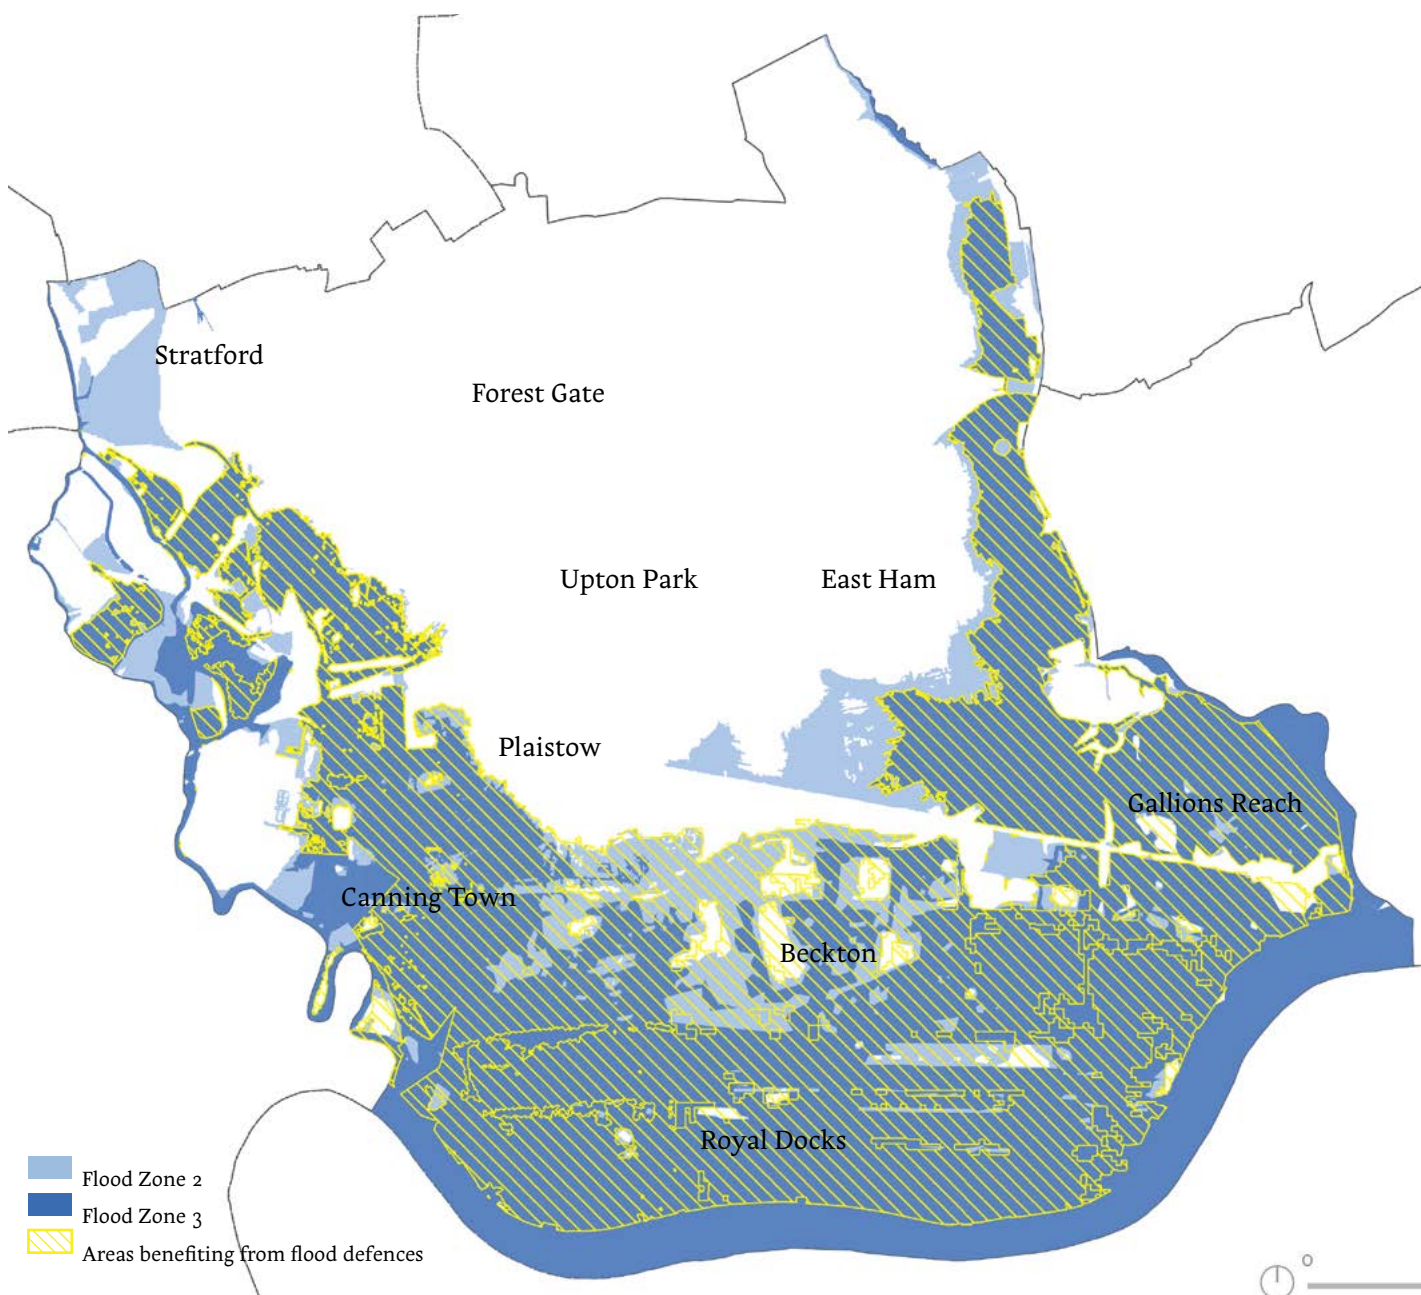 Stratford
Forest Gate
Upton Park
East Ham
Plaistow
Gallions Reach
Canning Town
Beckton
Royal Docks
Flood Zone 2
Flood Zone 3
Areas benefiting from flood defences
0